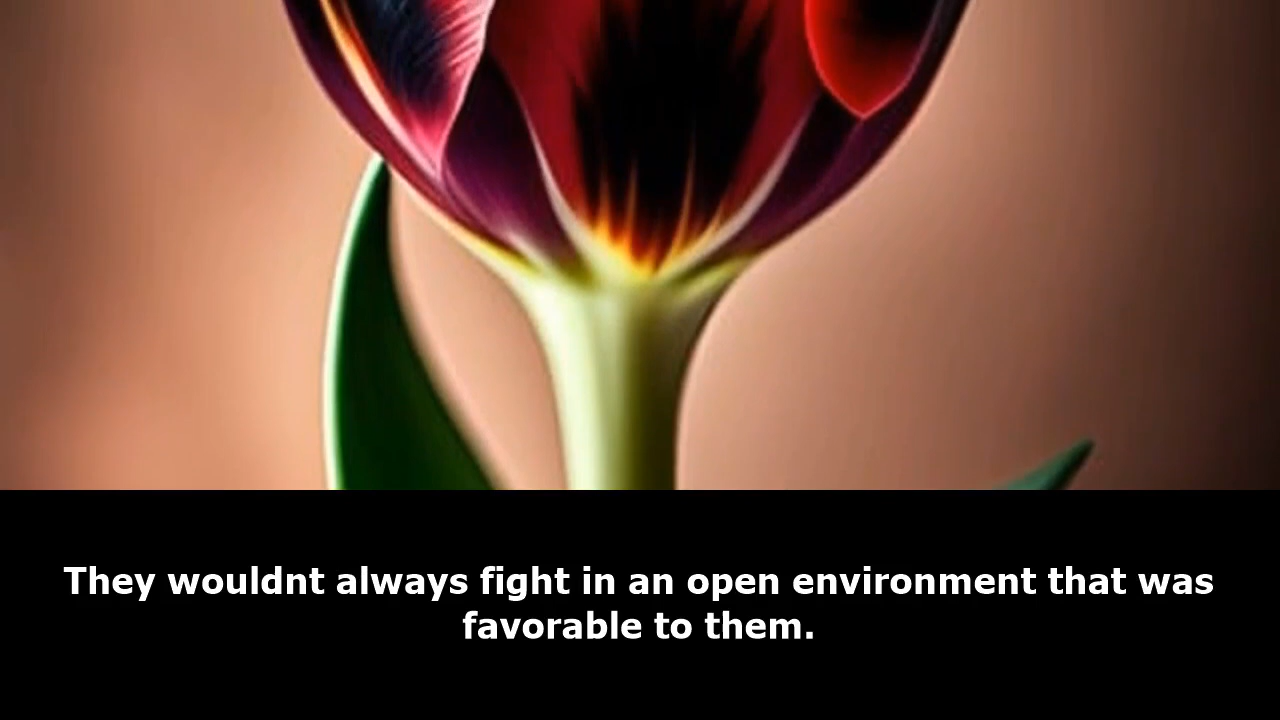 They wouldnt always fight in an open environment that was
favorable to them.